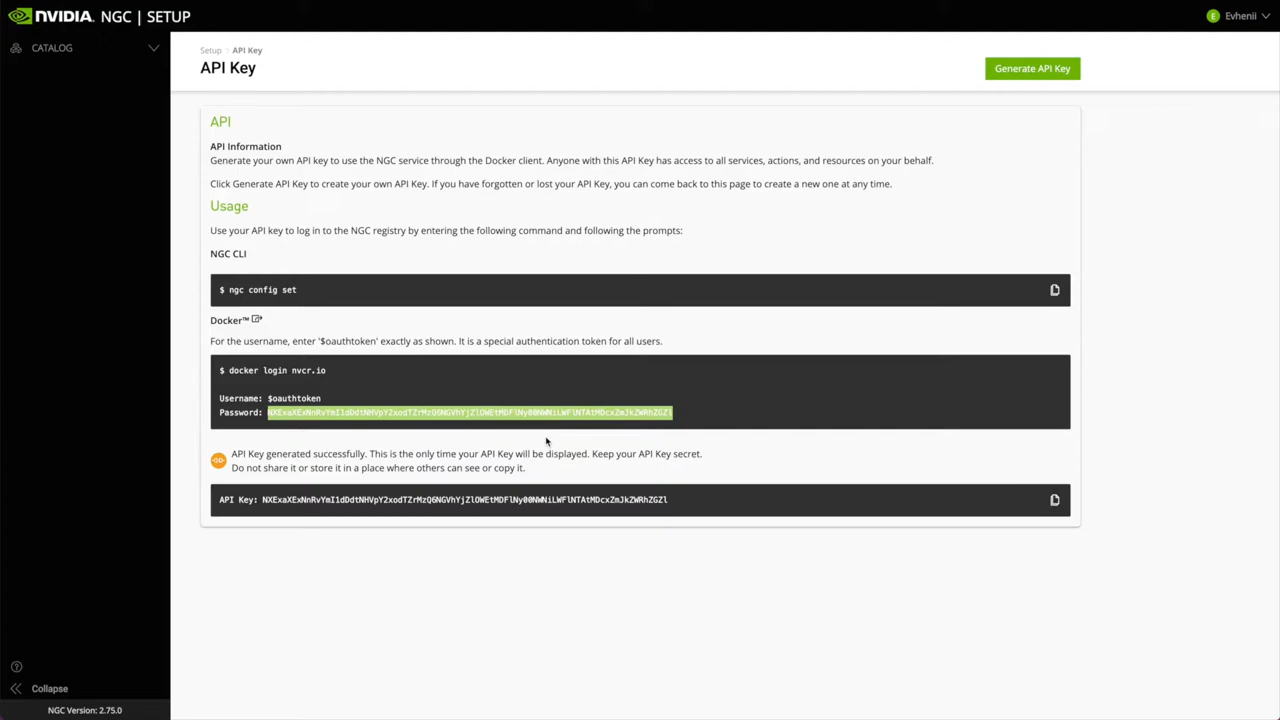 NVIDIA. NGC | SETUP
Evhenii
CATALOG
Setup > API Key
API Key
Generate API Key
API
API Information
Generate your own API key to use the NGC service through the Docker client. Anyone with this API Key has access to all services, actions, and resources on your behalf.
Click Generate API Key to create your own API Key. If you have forgotten or lost your API Key, you can come back to this page to create a new one at any time.
Usage
Use your API key to log in to the NGC registry by entering the following command and following the prompts:
NGC CLI
$ ngc config set
Docker™
For the username, enter '$oauthtoken' exactly as shown. It is a special authentication token for all users.
$ docker login nvcr.io
Username: $oauthtoken
Password:
API Key generated successfully. This is the only time your API Key will be displayed. Keep your API Key secret.
Do not share it or store it in a place where others can see or copy it.
API Key:
Collapse
NGC Version: 2.75.0